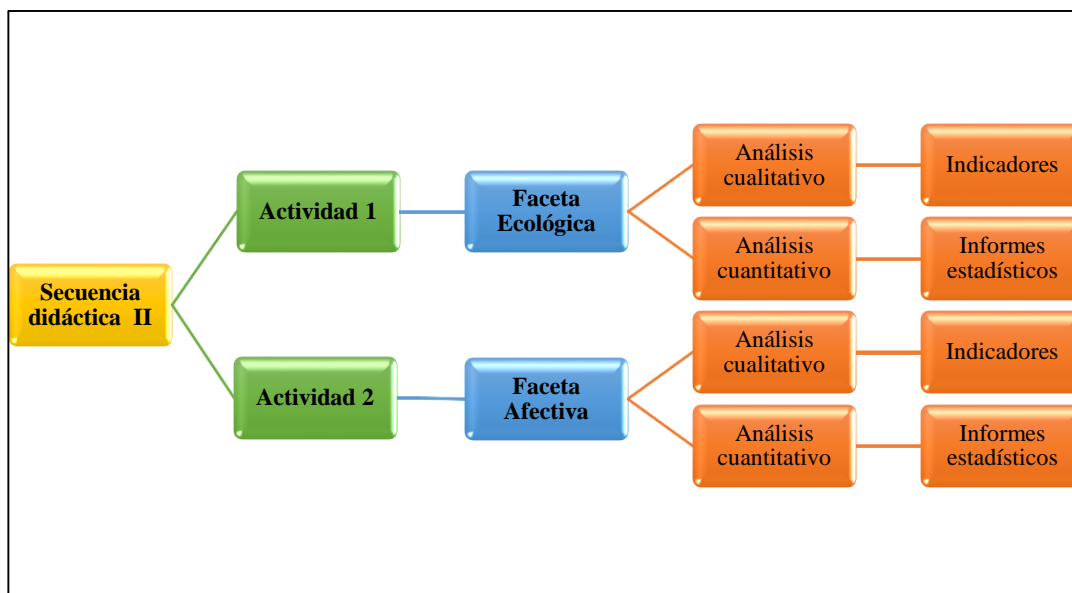 Secuencia
didáctica II
Actividad 1
Faceta
Ecológica
Análisis
cualitativo
Indicadores
Análisis
cuantitativo
Informes
estadísticos
Actividad 2
Faceta
Afectiva
Análisis
cualitativo
Indicadores
Análisis
cuantitativo
Informes
estadísticos